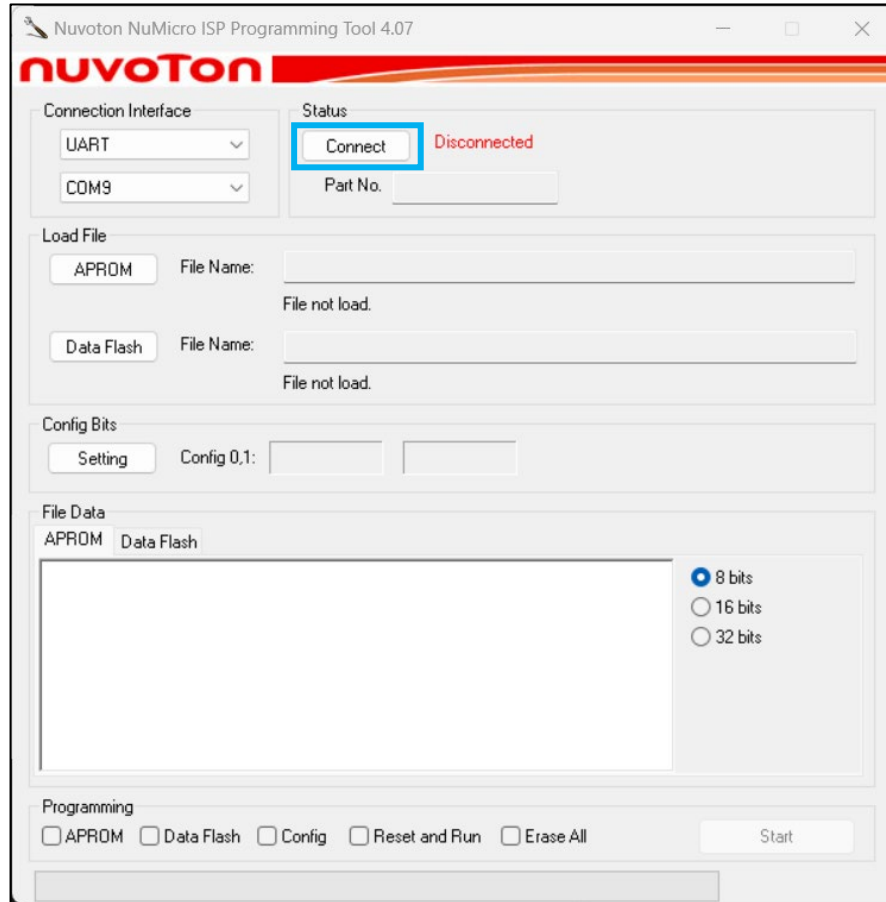 Nuvoton NuMicro ISP Programming Tool 4.07
nuvoTon
Connection Interface
UART
COM9
Status
Connect Disconnected
Part No.
Load File
APROM File Name:
File not load.
Data Flash File Name:
File not load.
Config Bits
Setting Config 0,1:
File Data
APROM Data Flash
8 bits
16 bits
32 bits
Programming
APROM Data Flash Config Reset and Run Erase All Start